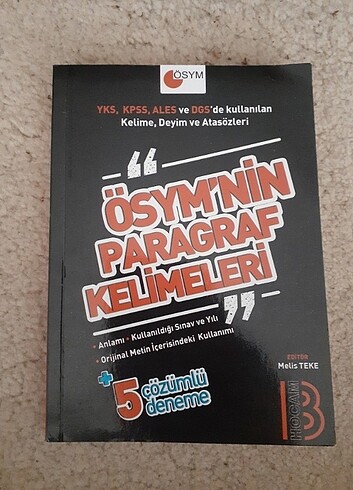 ÖSYM
YKS, KPSS, ALES ve DGS'de kullanılan
Kelime, Deyim ve Atasözleri
“
ÖSYM'NİN
PARAGRAF
KELİMELERİ
”
• Anlamı • Kullanıldığı Sınav ve Yılı
• Orijinal Metin İçerisindeki Kullanımı
+5 çözümlü
deneme
EDİTÖR
Melis TEKE
BENİM HOCAM